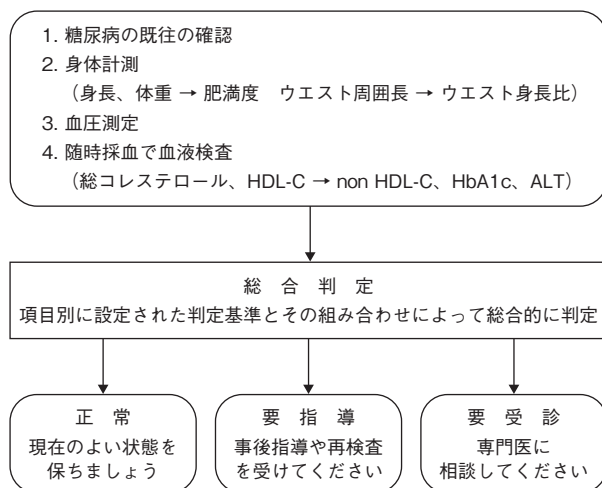 1. 糖尿病の既往の確認
2. 身体計測
（身長、体重 → 肥満度　ウエスト周囲長 → ウエスト身長比）
3. 血圧測定
4. 随時採血で血液検査
（総コレステロール、HDL-C → non HDL-C、HbA1c、ALT）
総　合　判　定
項目別に設定された判定基準とその組み合わせによって総合的に判定
正　常
現在のよい状態を
保ちましょう
要　指　導
事後指導や再検査
を受けてください
要　受　診
専門医に
相談してください